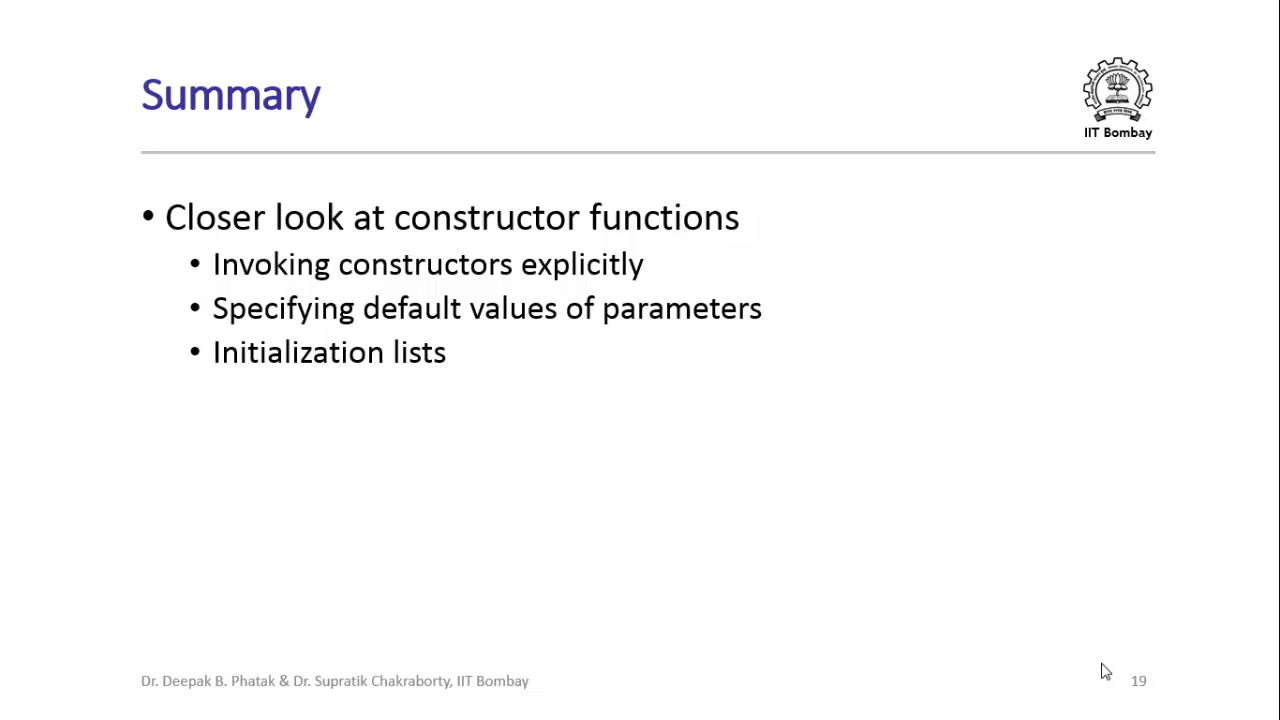 Summary
IIT Bombay
• Closer look at constructor functions
• Invoking constructors explicitly
• Specifying default values of parameters
• Initialization lists
Dr. Deepak B. Phatak & Dr. Supratik Chakraborty, IIT Bombay
19